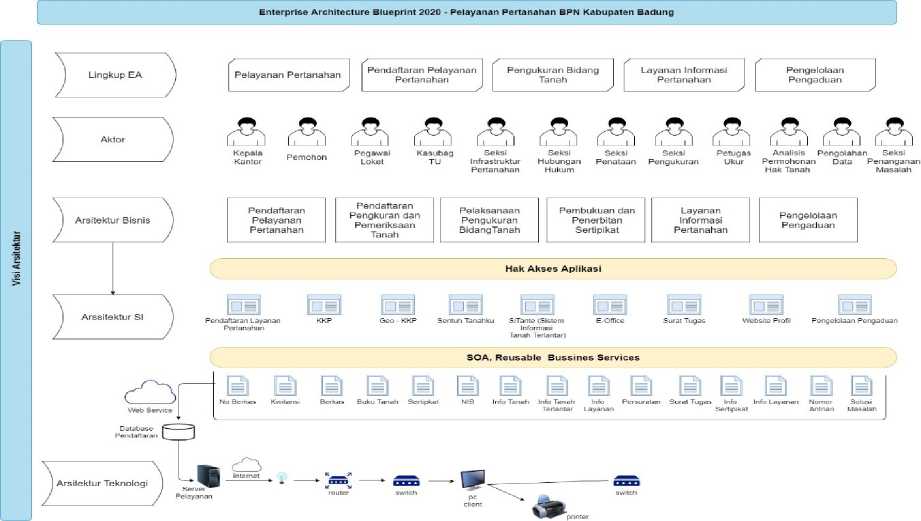 Enterprise Architecture Blueprint 2020 - Pelayanan Pertanahan BPN Kabupaten Badung
Visi Arsitektur
Lingkup EA
Pelayanan Pertanahan
Pendaftaran Pelayanan
Pertanahan
Pengukuran Bidang
Tanah
Layanan Informasi
Pertanahan
Pengelolaan
Pengaduan
Aktor
Kepala
Kantor
Pemohon
Pegawai
Loket
Kasubag
TU
Seksi
Infrastruktur
Pertanahan
Seksi
Hubungan
Hukum
Seksi
Penataan
Seksi
Pengukuran
Petugas
Ukur
Analisis
Permohonan
Hak Tanah
Pengolahan
Data
Seksi
Penanganan
Masalah
Arsitektur Bisnis
Pendaftaran
Pelayanan
Pertanahan
Pendaftaran
Pengkuran dan
Pemeriksaan
Tanah
Pelaksanaan
Pengukuran
BidangTanah
Pembukuan dan
Penerbitan
Sertipikat
Layanan
Informasi
Pertanahan
Pengelolaan
Pengaduan
Hak Akses Aplikasi
Arssitektur SI
Pendaftaran Layanan
Pertanahan
KKP
Geo - KKP
Sentuh Tanahku
SiTante (Sistem
Informasi
Tanah Terlantar)
E-Office
Surat Tugas
Website Profil
Pengelolaan Pengaduan
SOA, Reusable Bussines Services
Web Service
No Berkas
Kwitansi
Berkas
Buku Tanah
Sertipikat
NIB
Info Tanah
Info Tanah
Terlantar
Info
Layanan
Persuratan
Surat Tugas
Info
Sertipikat
Info Layanan
Nomor
Antrian
Solusi
Masalah
Database
Pendaftaran
Arsitektur Teknologi
Server
Pelayanan
Internet
router
switch
pc
client
printer
switch